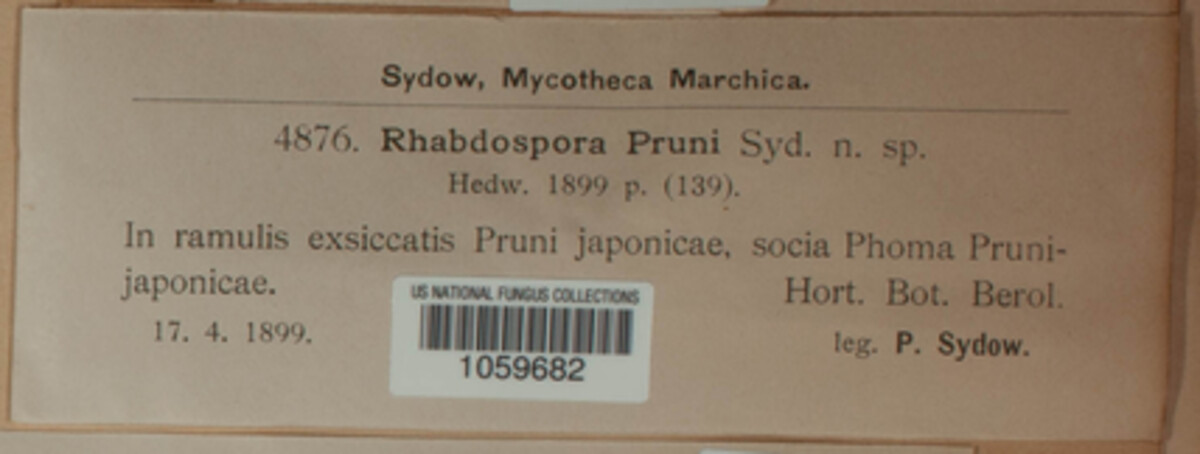 Sydow, Mycotheca Marchica.
4876. Rhabdospora Pruni Syd. n. sp.
Hedw. 1899 p. (139).
In ramulis exsiccatis Pruni japonicae, socia Phoma Pruni-
japonicae. Hort. Bot. Berol.
17. 4. 1899. leg. P. Sydow.
US NATIONAL FUNGUS COLLECTIONS
1059682